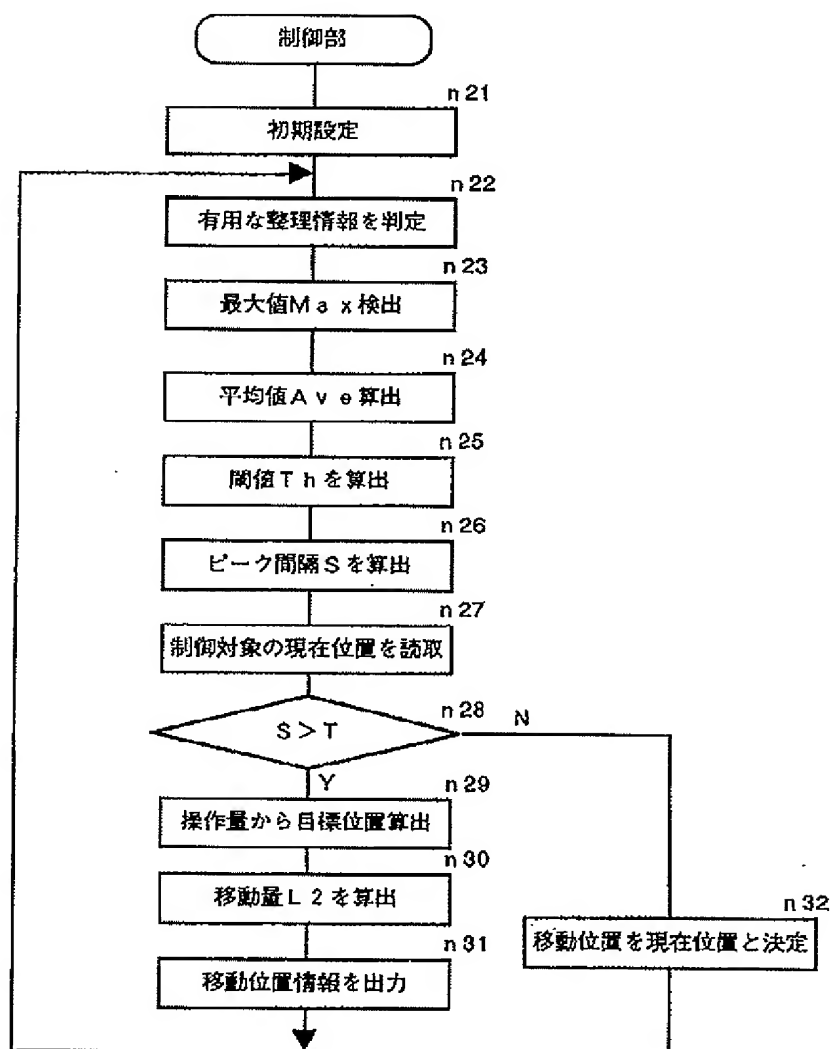 制御部
n 21
初期設定
n 22
有用な整理情報を判定
n 23
最大値Max検出
n 24
平均値Ave算出
n 25
閾値Thを算出
n 26
ピーク間隔Sを算出
n 27
制御対象の現在位置を読取
n 28
S＞T
N
Y
n 29
操作量から目標位置算出
n 30
移動量L2を算出
n 32
移動位置を現在位置と決定
n 31
移動位置情報を出力